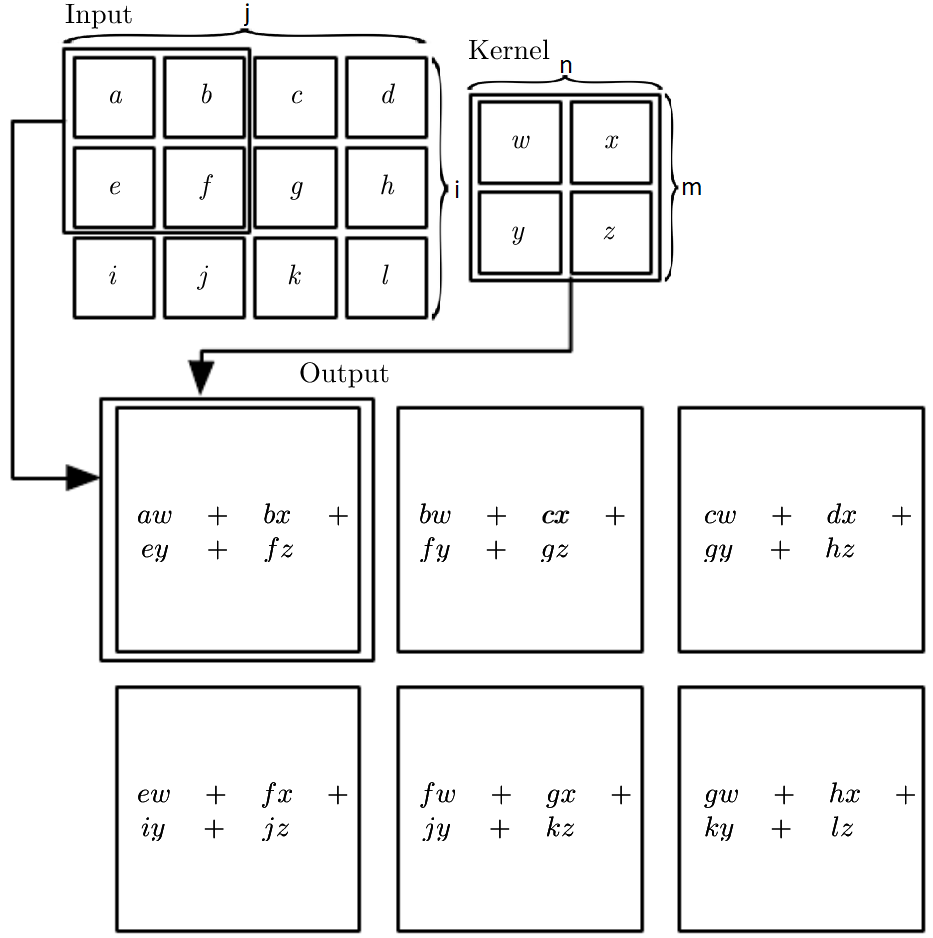 Input
j
Kernel
n
a b c d
w x
e f g h
i
m
y z
i j k l
Output
aw + bx +
ey + fz
bw + cx +
fy + gz
cw + dx +
gy + hz
ew + fx +
iy + jz
fw + gx +
jy + kz
gw + hx +
ky + lz